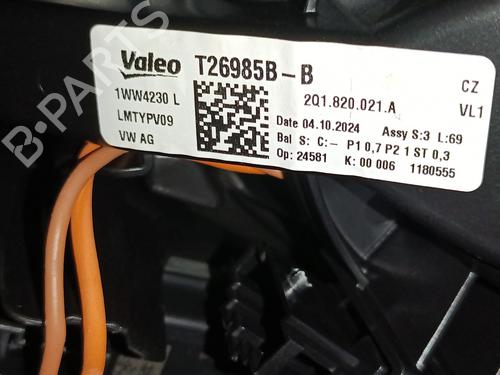 B-PARTS
Valeo T26985B-B CZ
1WW4230 L 2Q1.820.021.A VL1
LMTYPV09 Date 04.10.2024 Assy S:3 L:69
VW AG Bal S: C:- P1 0,7 P2 1 ST 0,3
Op: 24581 K: 00 006 1180555